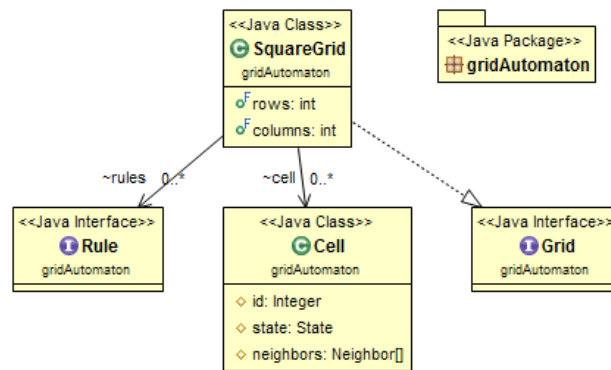 <<Java Class>>
SquareGrid
gridAutomaton
rows: int
columns: int
<<Java Package>>
gridAutomaton
~rules 0..*
~cell 0..*
<<Java Interface>>
Rule
gridAutomaton
<<Java Class>>
Cell
gridAutomaton
id: Integer
state: State
neighbors: Neighbor[]
<<Java Interface>>
Grid
gridAutomaton